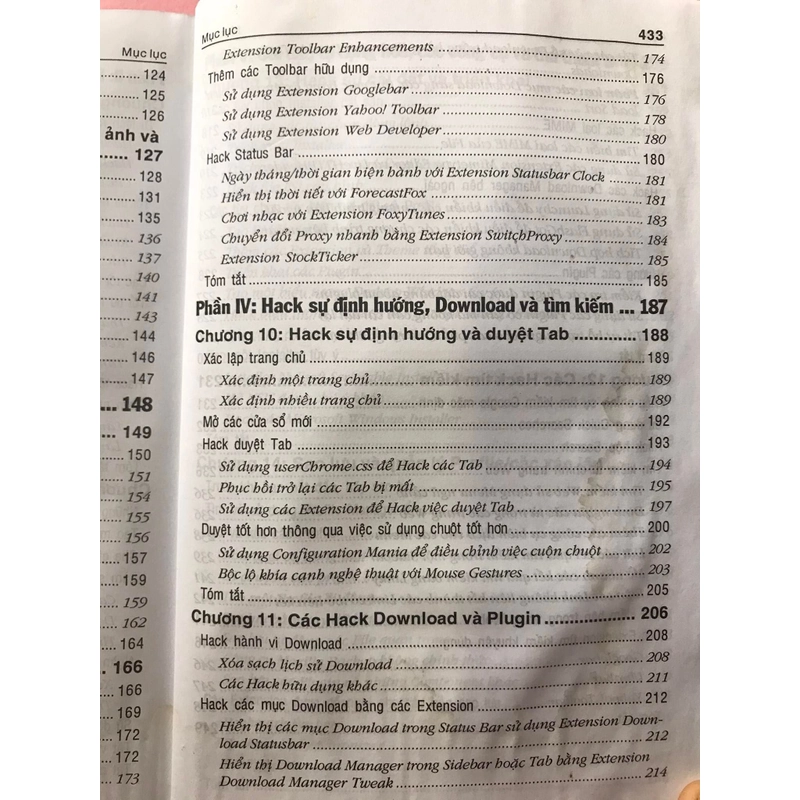 Mục lục
124
125
126
ảnh và
127
128
131
135
136
137
140
141
143
144
146
147
148
149
150
151
154
155
156
157
159
159
162
164
166
166
169
172
172
173
Mục lục 433
Extension Toolbar Enhancements 174
Thêm các Toolbar hữu dụng 176
Sử dụng Extension Googlebar 176
Sử dụng Extension Yahoo! Toolbar 178
Sử dụng Extension Web Developer 180
Hack Status Bar 180
Ngày tháng/thời gian hiện hành với Extension Statusbar Clock 181
Hiển thị thời tiết với ForecastFox 181
Chơi nhạc với Extension FoxyTunes 183
Chuyển đổi Proxy nhanh bằng Extension SwitchProxy 184
Extension StockTicker 185
Tóm tắt 185
Phần IV: Hack sự định hướng, Download và tìm kiếm ... 187
Chương 10: Hack sự định hướng và duyệt Tab 188
Xác lập trang chủ 189
Xác định một trang chủ 189
Xác định nhiều trang chủ 189
Mở các cửa sổ mới 192
Hack duyệt Tab 193
Sử dụng userChrome.css để Hack các Tab 194
Phục hồi trở lại các Tab bị mất 195
Sử dụng các Extension để Hack việc duyệt Tab 197
Duyệt tốt hơn thông qua việc sử dụng chuột tốt hơn 200
Sử dụng Configuration Mania để điều chỉnh việc cuộn chuột 202
Bộc lộ khía cạnh nghệ thuật với Mouse Gestures 203
Tóm tắt 205
Chương 11: Các Hack Download và Plugin 206
Hack hành vi Download 208
Xóa sạch lịch sử Download 208
Các Hack hữu dụng khác 211
Hack các mục Download bằng các Extension 212
Hiển thị các mục Download trong Status Bar sử dụng Extension Down-
load Statusbar 212
Hiển thị Download Manager trong Sidebar hoặc Tab bằng Extension
Download Manager Tweak 214